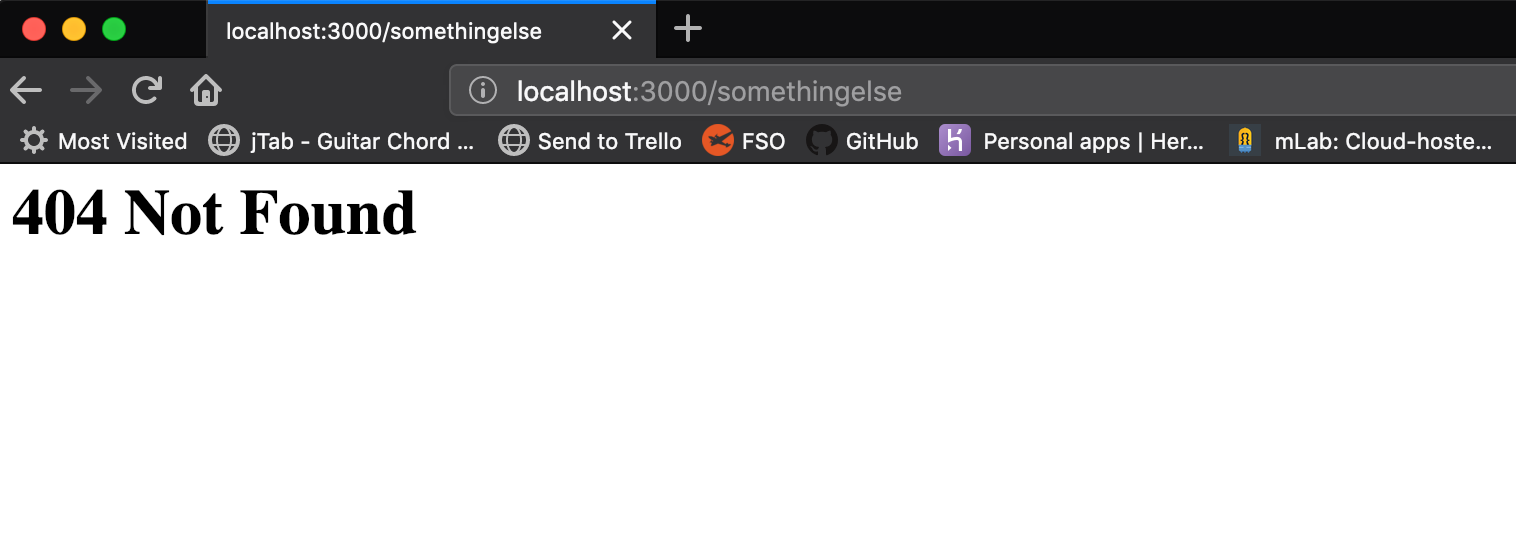 localhost:3000/somethingelse
localhost:3000/somethingelse
Most Visited jTab - Guitar Chord ... Send to Trello FSO GitHub Personal apps | Her... mLab: Cloud-hoste...
404 Not Found